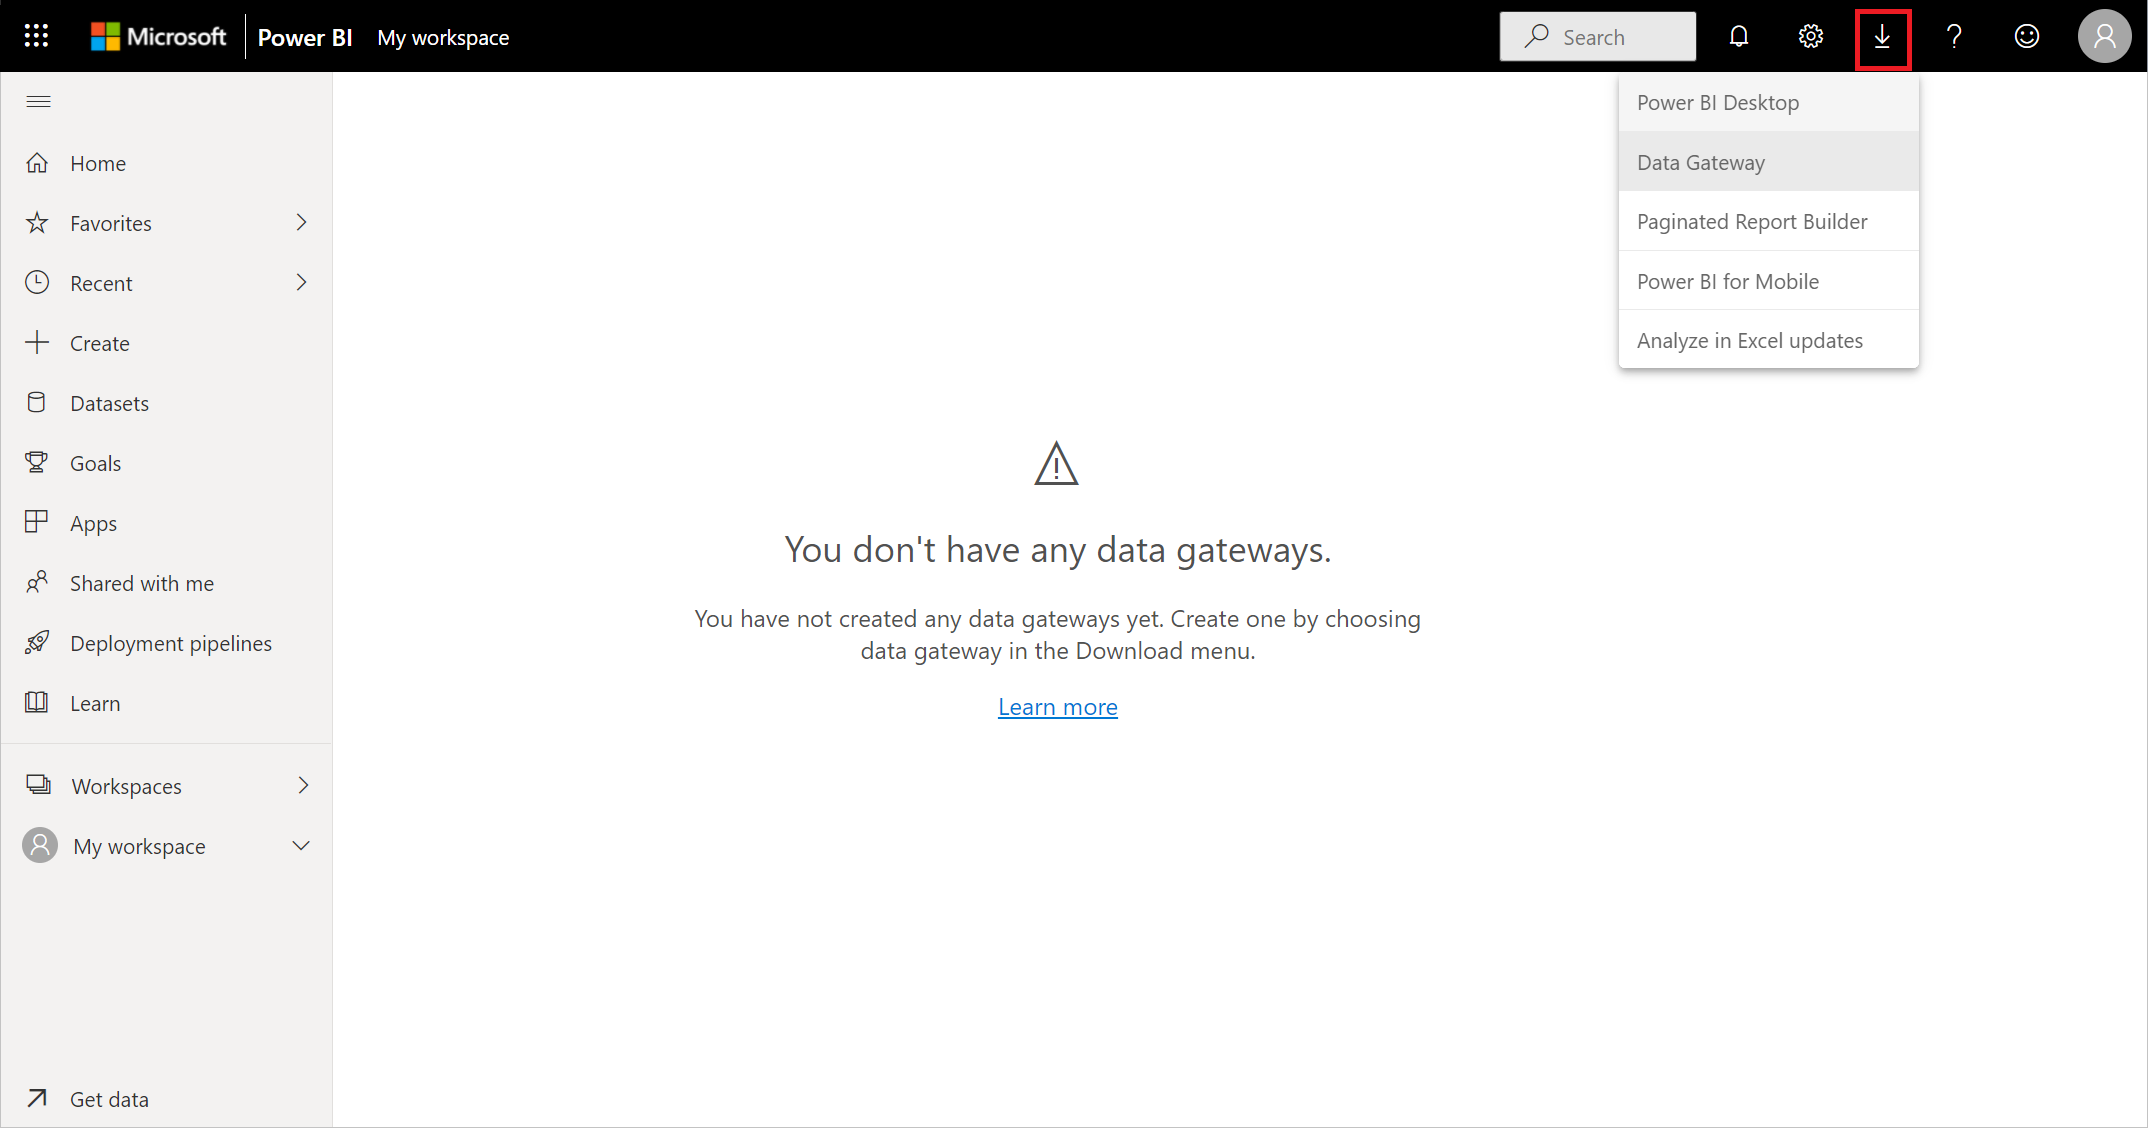 Microsoft Power BI My workspace Search
Home
Favorites
Recent
Create
Datasets
Goals
Apps
Shared with me
Deployment pipelines
Learn
Workspaces
My workspace
Get data
Power BI Desktop
Data Gateway
Paginated Report Builder
Power BI for Mobile
Analyze in Excel updates
You don't have any data gateways.
You have not created any data gateways yet. Create one by choosing
data gateway in the Download menu.
Learn more